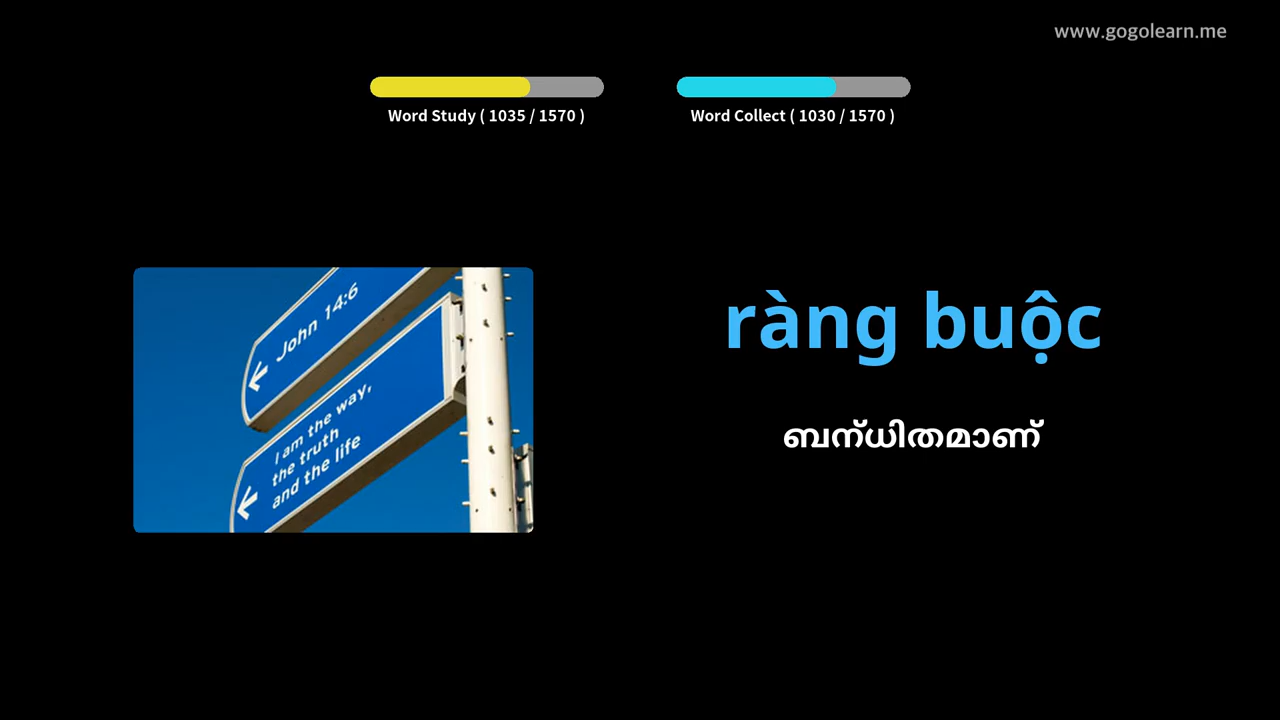 www.gogolearn.me
Word Study ( 1035 / 1570 )
Word Collect ( 1030 / 1570 )
John 14:6
I am the way,
the truth
and the life
ràng buộc
ബന്ധിതമാണ്